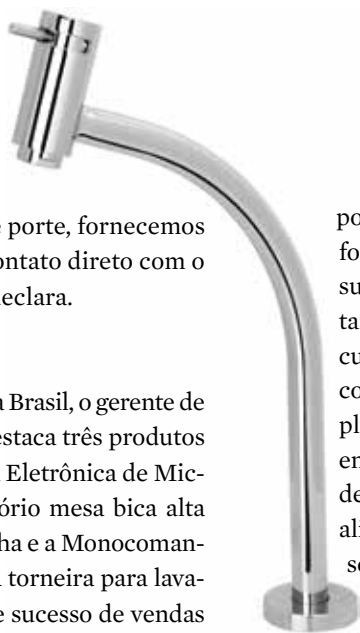 porte, fornecemos
ontato direto com o
eclara.
a Brasil, o gerente de
estaca três produtos
Eletrônica de Mic-
ório mesa bica alta
ha e a Monocoman-
torneira para lava-
e sucesso de vendas
po
fo
su
ta
cu
co
pl
en
de
ali
se